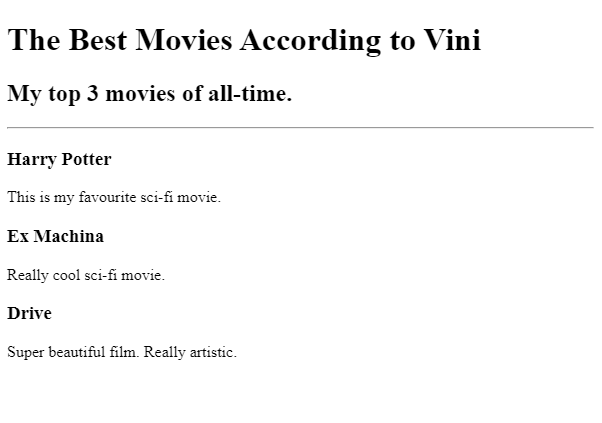 The Best Movies According to Vini
My top 3 movies of all-time.
Harry Potter
This is my favourite sci-fi movie.
Ex Machina
Really cool sci-fi movie.
Drive
Super beautiful film. Really artistic.